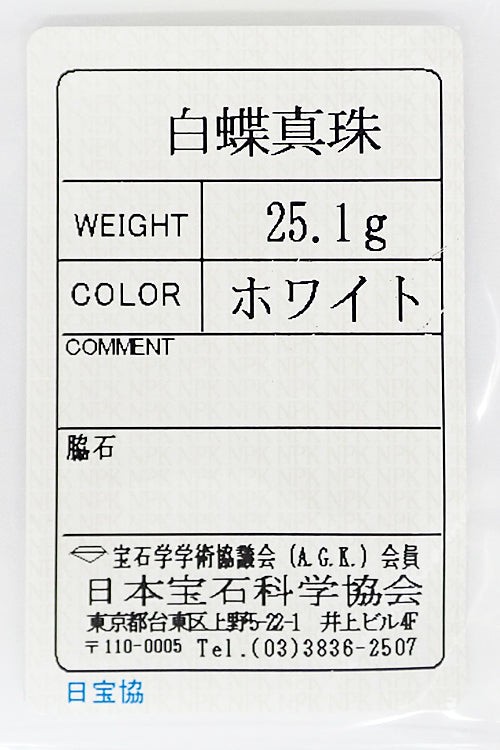 白蝶真珠
WEIGHT 25.1g
COLOR ホワイト
COMMENT
脇石
宝石学学術協議会 (A.G.K.) 会員
日本宝石科学協会
東京都台東区上野5-22-1 井上ビル4F
〒110-0005 Tel.(03)3836-2507
日宝協